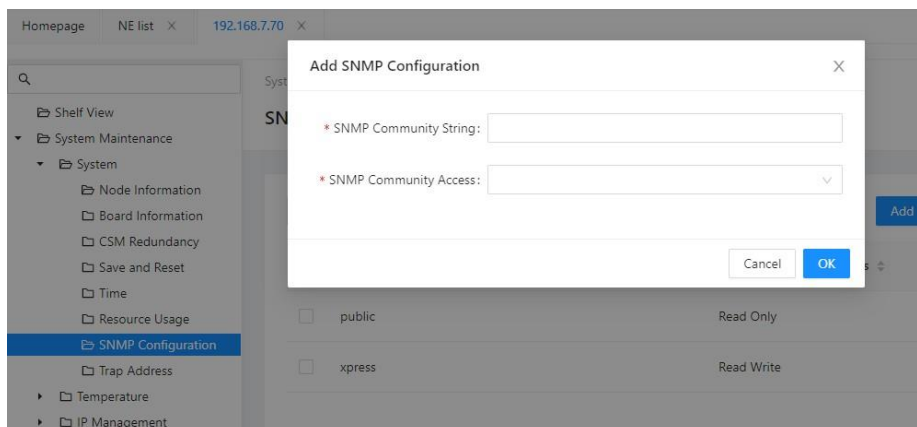 Homepage
NE list
192.168.7.70
Add SNMP Configuration
Syst
SN
Shelf View
System Maintenance
System
Node Information
Board Information
CSM Redundancy
Save and Reset
Time
Resource Usage
SNMP Configuration
Trap Address
Temperature
IP Management
* SNMP Community String:
* SNMP Community Access:
Add
Cancel
OK
s
public
Read Only
xpress
Read Write